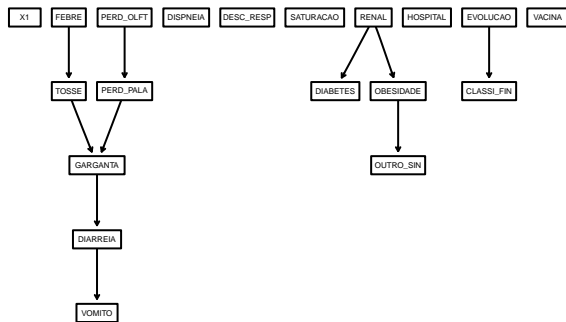 X1 FEBRE PERD_OLFT DISPNEIA DESC_RESP SATURACAO RENAL HOSPITAL EVOLUCAO VACINA
TOSSE PERD_PALA DIABETES OBESIDADE CLASSI_FIN
GARGANTA OUTRO_SIN
DIARREIA
VOMITO